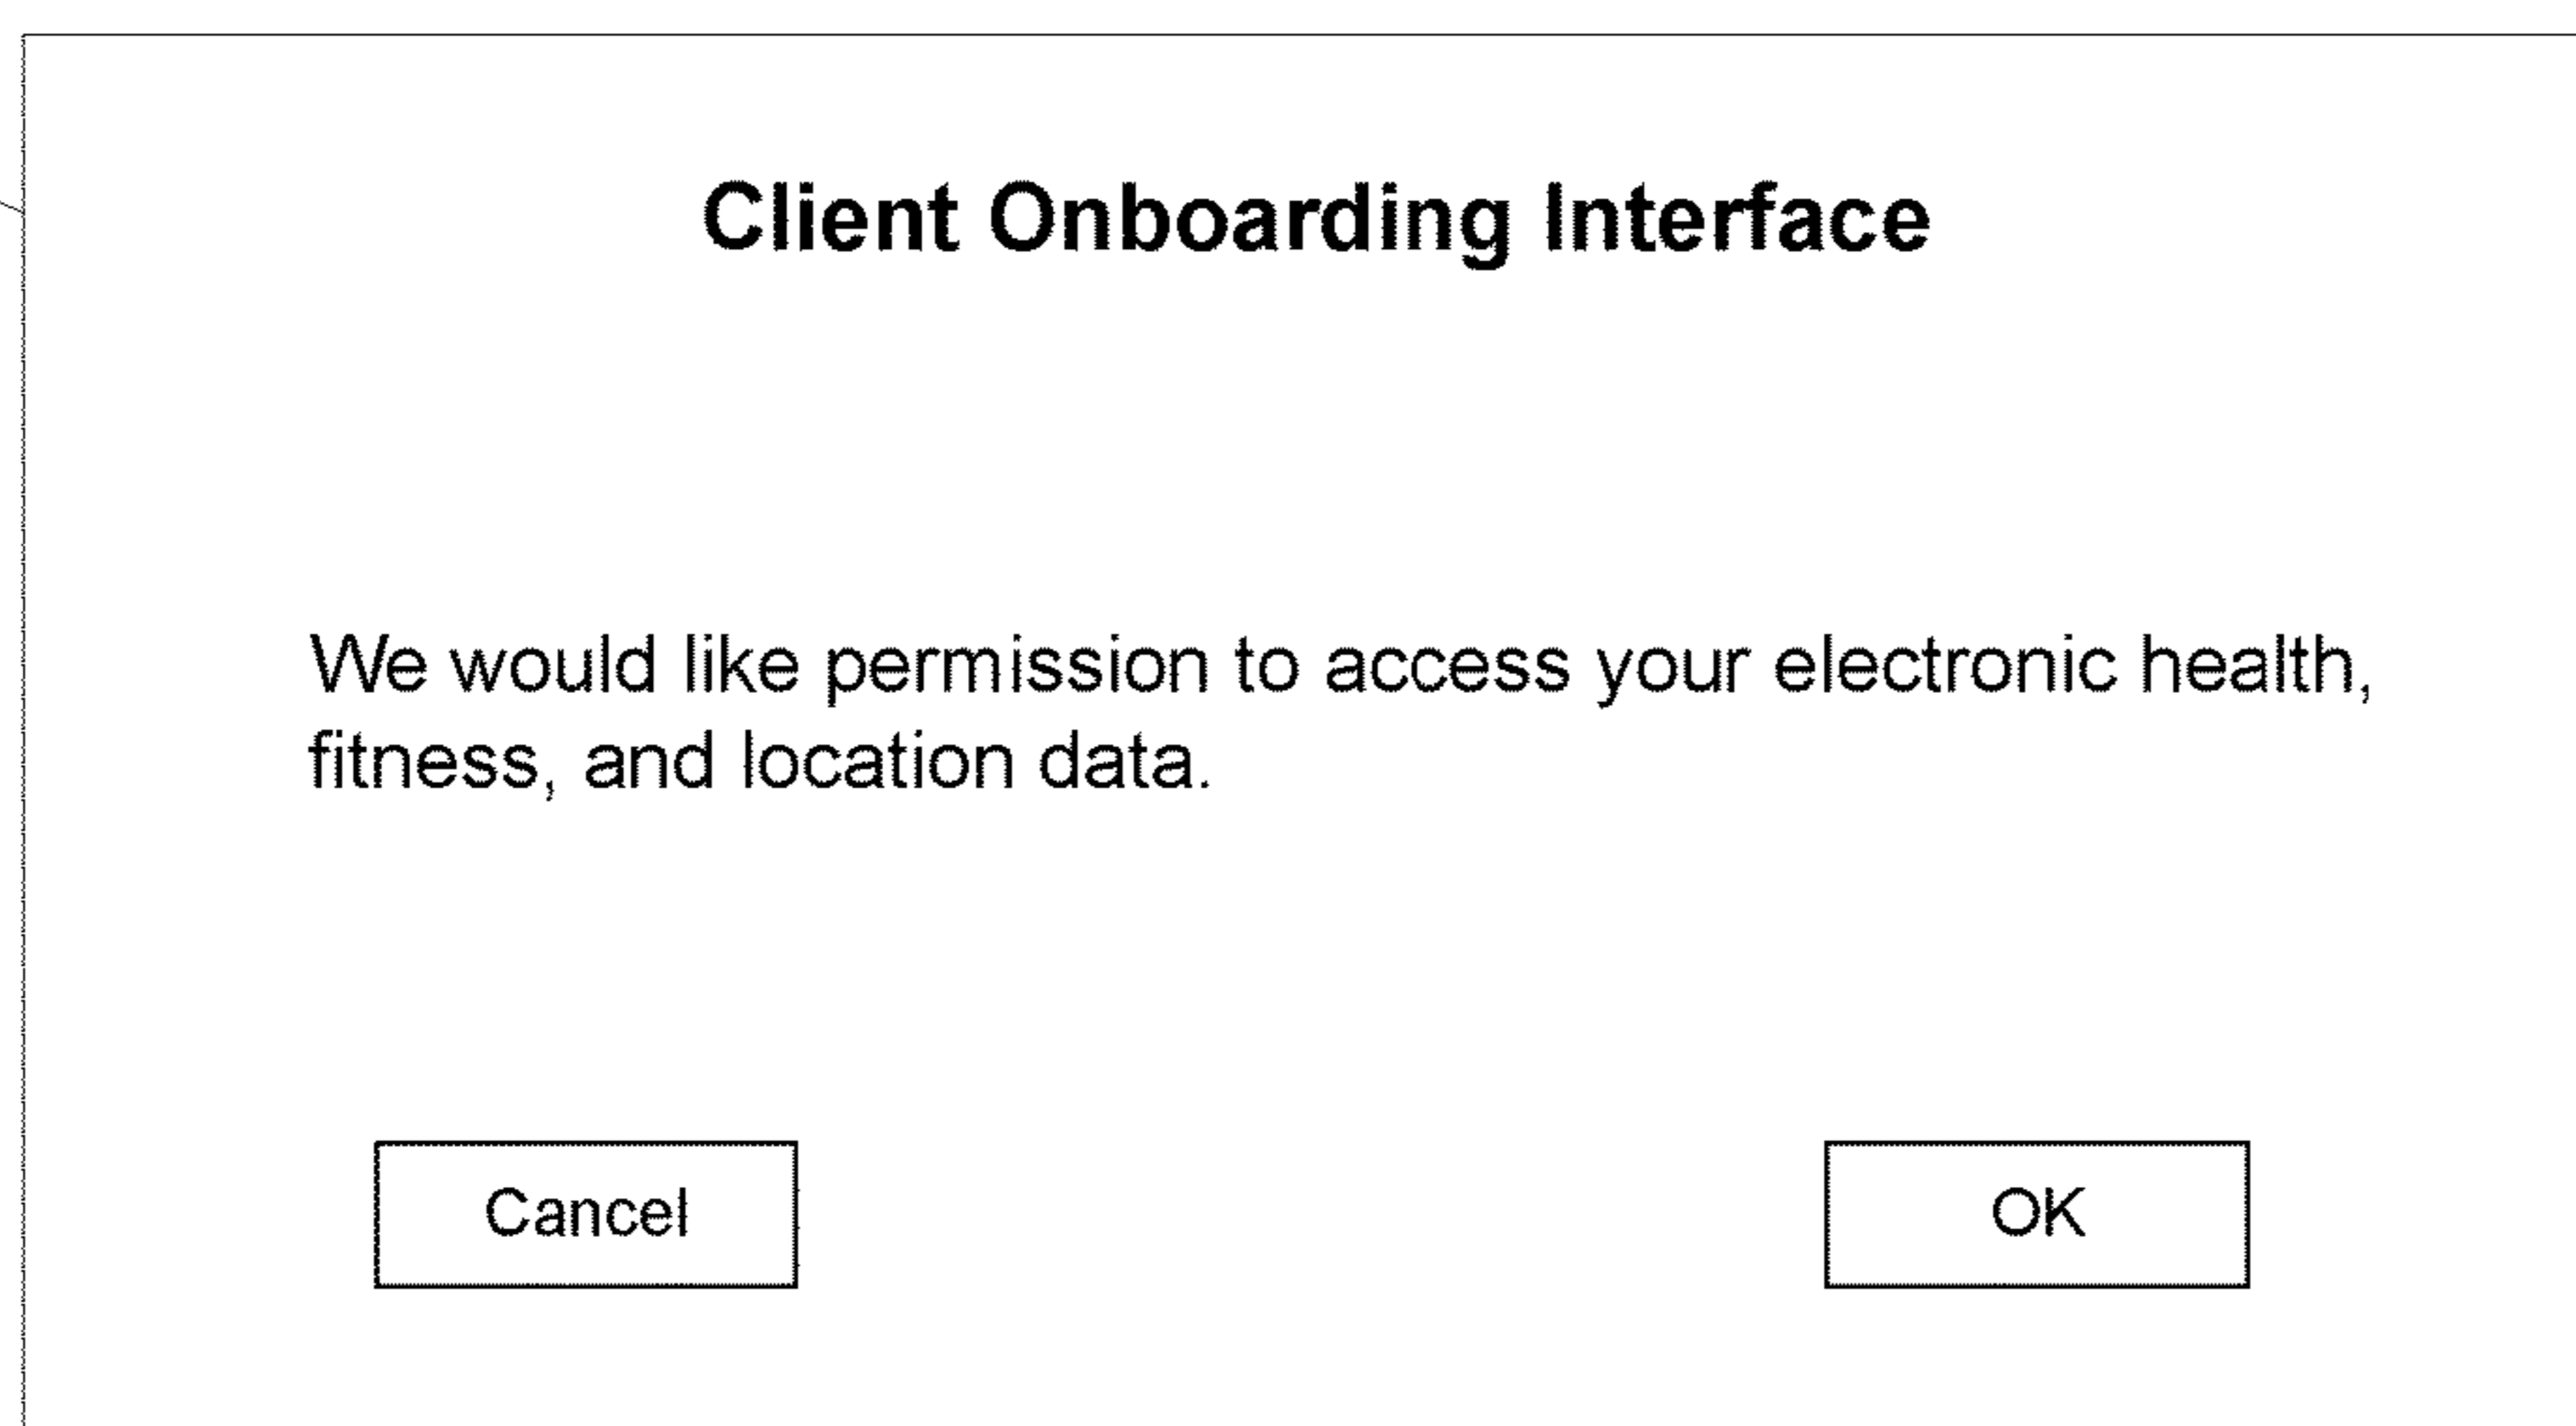 Client Onboarding Interface
We would like permission to access your electronic health,
fitness, and location data.
Cancel
OK